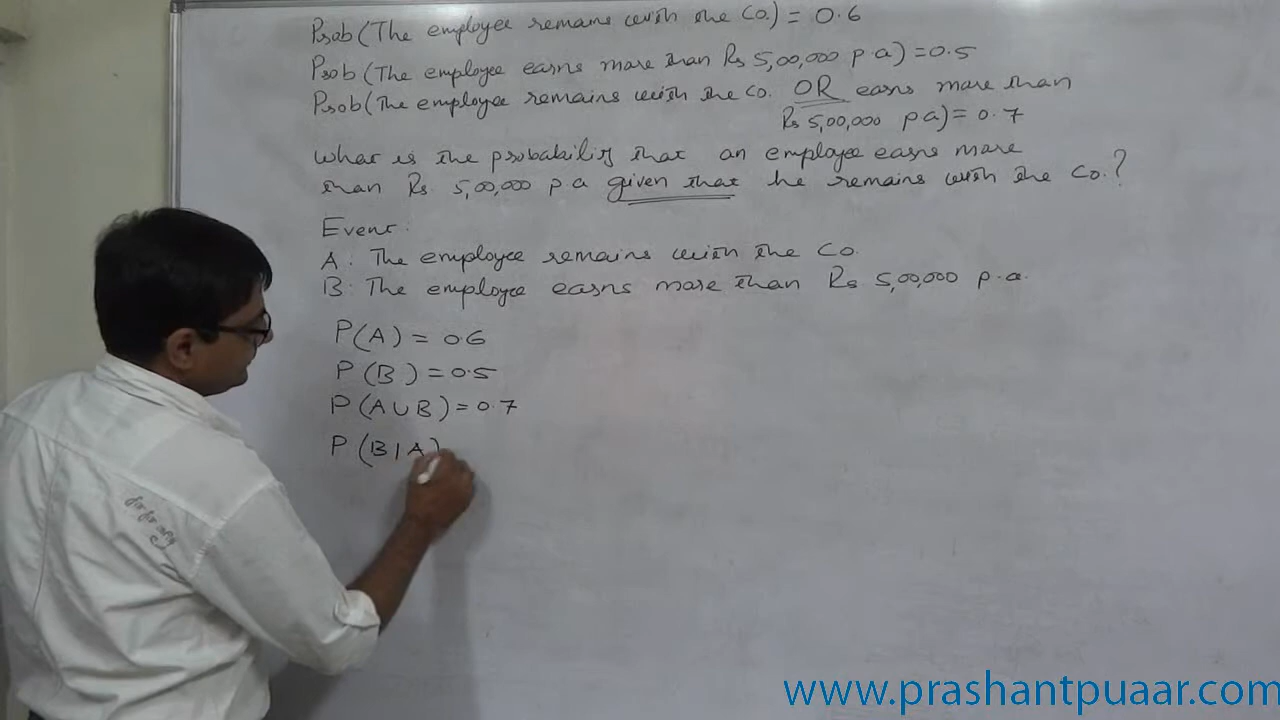 Prob (The employee remains with the Co.) = 0.6
Prob (The employee earns more than Rs 5,00,000 p a) = 0.5
Prob (The employee remains with the Co. OR earns more than
Rs 5,00,000 p a) = 0.7
What is the probability that an employee earns more
than Rs 5,00,000 p a given that he remains with the Co.?
Event:
A: The employee remains with the Co.
B: The employee earns more than Rs 5,00,000 p.a.
P(A) = 0.6
P(B) = 0.5
P(A∪B) = 0.7
P(B|A)
www.prashantpuaar.com